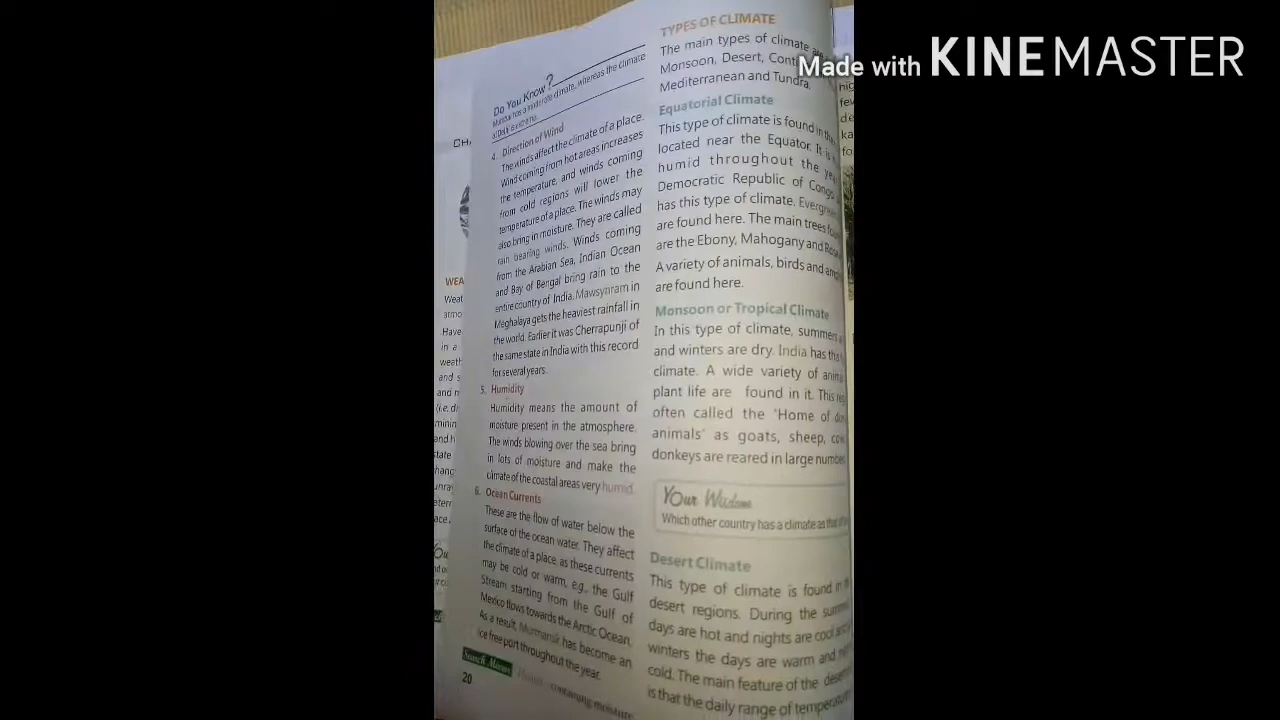 Made with KINEMASTER
Do You Know?
Mumbai has a moderate climate, whereas the climate
of Delhi is extreme.
4. Direction of Wind
The winds affect the climate of a place.
Wind coming from hot areas increases
the temperature, and winds coming
from cold regions will lower the
temperature of a place. The winds may
also bring in moisture. They are called
rain bearing winds. Winds coming
from the Arabian Sea, Indian Ocean
and Bay of Bengal bring rain to the
entire country of India. Mawsynram in
Meghalaya gets the heaviest rainfall in
the world. Earlier it was Cherrapunji of
the same state in India with this record
for several years.
5. Humidity
Humidity means the amount of
moisture present in the atmosphere.
The winds blowing over the sea bring
in lots of moisture and make the
climate of the coastal areas very humid.
6. Ocean Currents
These are the flow of water below the
surface of the ocean water. They affect
the climate of a place, as these currents
may be cold or warm, e.g., the Gulf
Stream starting from the Gulf of
Mexico flows towards the Arctic Ocean,
As a result, Murmansk has become an
ice free port throughout the year.
containing moisture
20
TYPES OF CLIMATE
The main types of climate
Monsoon, Desert,
Mediterranean and Tundra.
Equatorial Climate
This type of climate is found in
located near the Equator. It is
humid throughout the
Democratic Republic of Congo
has this type of climate.
are found here. The main trees
are the Ebony, Mahogany and
A variety of animals, birds and
are found here.
Monsoon or Tropical Climate
In this type of climate, summers
and winters are dry. India has
climate. A wide variety of
plant life are found in it. This
often called the 'Home of
animals' as goats, sheep,
donkeys are reared in large
Your Wisdom
Which other country has a climate as that
Desert Climate
This type of climate is found in
desert regions. During the
days are hot and nights are cool
winters the days are warm and
cold. The main feature of the
is that the daily range of